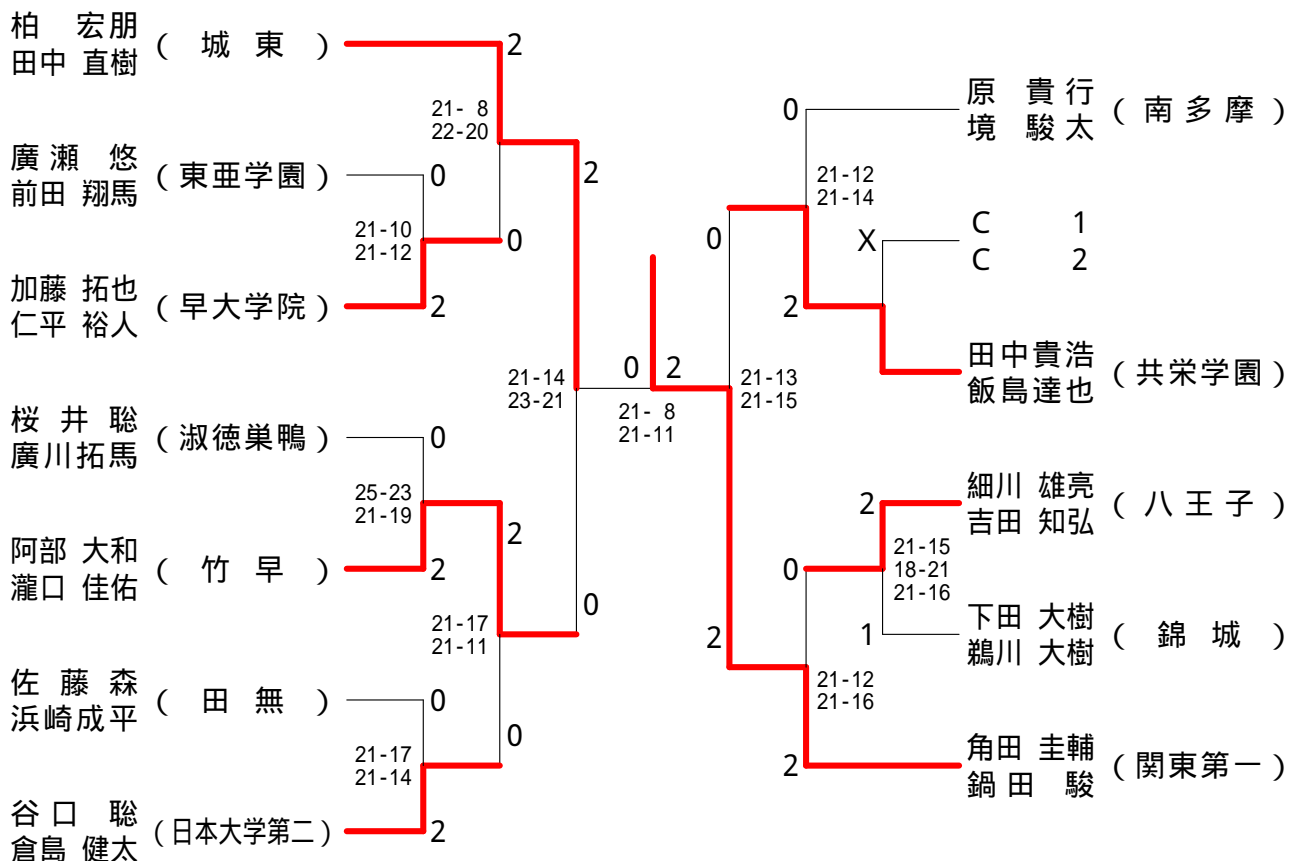 柏 宏朋
田中 直樹
( 城 東 )
2
21- 8
22-20
廣瀬 悠
前田 翔馬
(東亜学園)
0
2
21-10
21-12
0
加藤 拓也
仁平 裕人
(早大学院)
2
21-14
23-21
桜井 聡
廣川拓馬
(淑徳巣鴨)
0
25-23
21-19
2
阿部 大和
瀧口 佳佑
( 竹 早 )
2
0
21-17
21-11
佐藤 森
浜崎成平
( 田 無 )
0
0
21-17
21-14
谷口 聡
倉島 健太
(日本大学第二)
2
0 2
21- 8
21-11
0
原 貴行
境 駿太
(南多摩)
21-12
21-14
0
X
C 1
C 2
2
田中貴浩
飯島達也
(共栄学園)
21-13
21-15
2
細川 雄亮
吉田 知弘
(八王子)
0
21-15
18-21
21-16
2
1
下田 大樹
鵜川 大樹
( 錦 城 )
21-12
21-16
2
角田 圭輔
鍋田 駿
(関東第一)